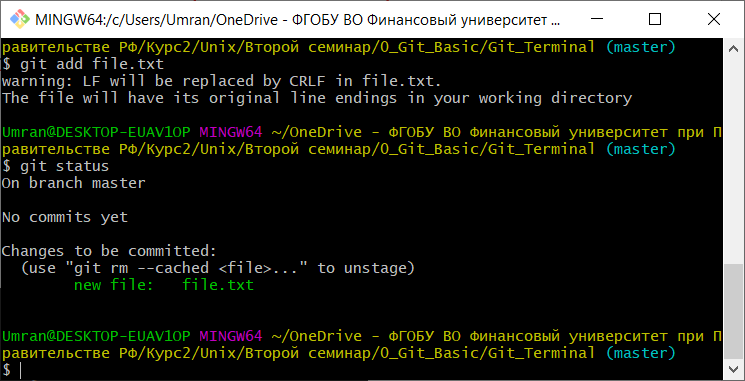 MINGW64:/c/Users/Umran/OneDrive - ФГОБУ ВО Финансовый университет ...
равительстве РФ/Курс2/Unix/Второй семинар/0_Git_Basic/Git_Terminal (master)
$ git add file.txt
warning: LF will be replaced by CRLF in file.txt.
The file will have its original line endings in your working directory
Umran@DESKTOP-EUAV1OP MINGW64 ~/OneDrive - ФГОБУ ВО Финансовый университет при П
равительстве РФ/Курс2/Unix/Второй семинар/0_Git_Basic/Git_Terminal (master)
$ git status
On branch master
No commits yet
Changes to be committed:
(use "git rm --cached <file>..." to unstage)
new file:   file.txt
Umran@DESKTOP-EUAV1OP MINGW64 ~/OneDrive - ФГОБУ ВО Финансовый университет при П
равительстве РФ/Курс2/Unix/Второй семинар/0_Git_Basic/Git_Terminal (master)
$